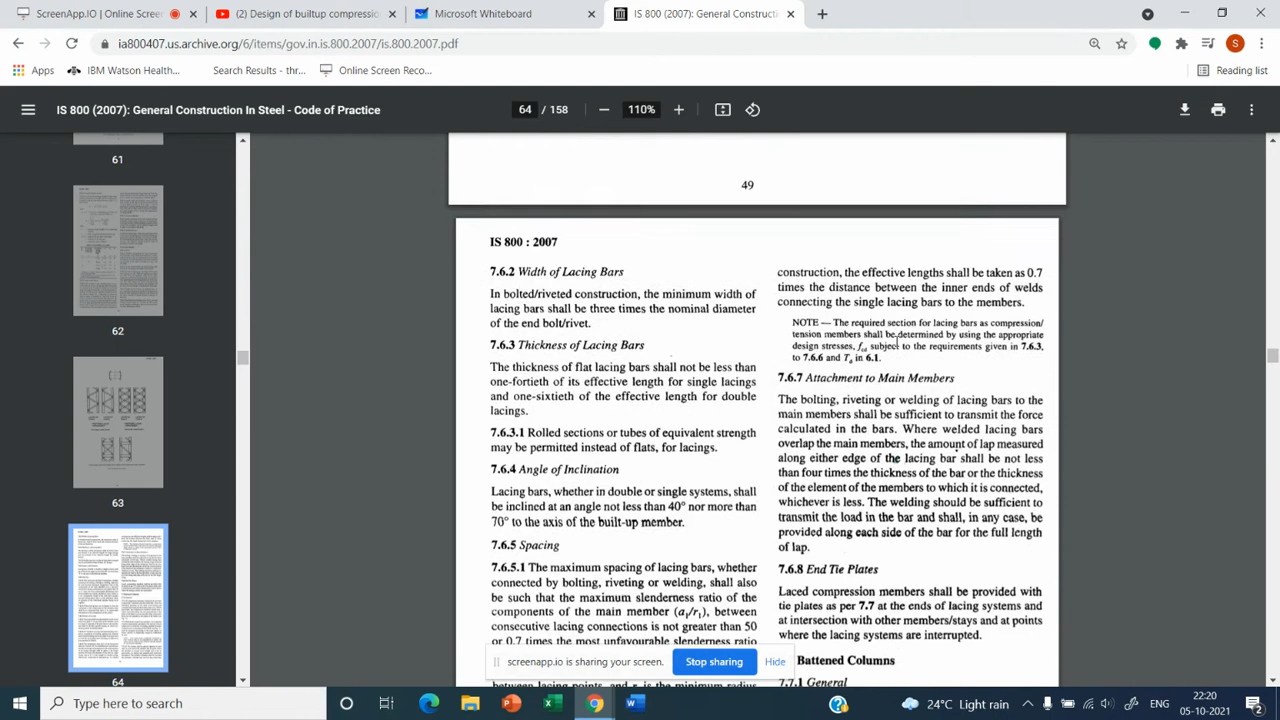 ScreenApp.IO
(2) Design of builtup compression
Microsoft Whiteboard
IS 800 (2007): General Constructi
ia800407.us.archive.org/6/items/gov.in.is.800.2007/is.800.2007.pdf
S
Apps
IBM Watson Health...
Search Results - thr...
Online Screen Reco...
Reading list
IS 800 (2007): General Construction In Steel - Code of Practice
64 / 158
110%
61
62
63
64
49
IS 800 : 2007
7.6.2 Width of Lacing Bars
In bolted/riveted construction, the minimum width of
lacing bars shall be three times the nominal diameter
of the end bolt/rivet.
7.6.3 Thickness of Lacing Bars
The thickness of flat lacing bars shall not be less than
one-fortieth of its effective length for single lacings
and one-sixtieth of the effective length for double
lacings.
7.6.3.1 Rolled sections or tubes of equivalent strength
may be permitted instead of flats, for lacings.
7.6.4 Angle of Inclination
Lacing bars, whether in double or single systems, shall
be inclined at an angle not less than 40° nor more than
70° to the axis of the built-up member.
7.6.5 Spacing
7.6.5.1 The maximum spacing of lacing bars, whether
connected by bolting, riveting or welding, shall also
be such that the maximum slenderness ratio of the
components of the main member (a₁/r₁), between
consecutive lacing connections is not greater than 50
or 0.7 times the most unfavourable slenderness ratio
between lacing points, and r₁ is the minimum radius
construction, the effective lengths shall be taken as 0.7
times the distance between the inner ends of welds
connecting the single lacing bars to the members.
NOTE — The required section for lacing bars as compression/
tension members shall be determined by using the appropriate
design stresses, f_cd subject to the requirements given in 7.6.3,
to 7.6.6 and T_d in 6.1.
7.6.7 Attachment to Main Members
The bolting, riveting or welding of lacing bars to the
main members shall be sufficient to transmit the force
calculated in the bars. Where welded lacing bars
overlap the main members, the amount of lap measured
along either edge of the lacing bar shall be not less
than four times the thickness of the bar or the thickness
of the element of the members to which it is connected,
whichever is less. The welding should be sufficient to
transmit the load in the bar and shall, in any case, be
provided along each side of the bar for the full length
of lap.
7.6.8 End Tie Plates
Laced compression members shall be provided with
tie plates as per 7.7 at the ends of lacing systems and
at intersection with other members/stays and at points
where the lacing systems are interrupted.
Battened Columns
7.7.1 General
screenapp.io is sharing your screen.
Stop sharing
Hide
Type here to search
24°C Light rain
ENG
22:20
05-10-2021
2